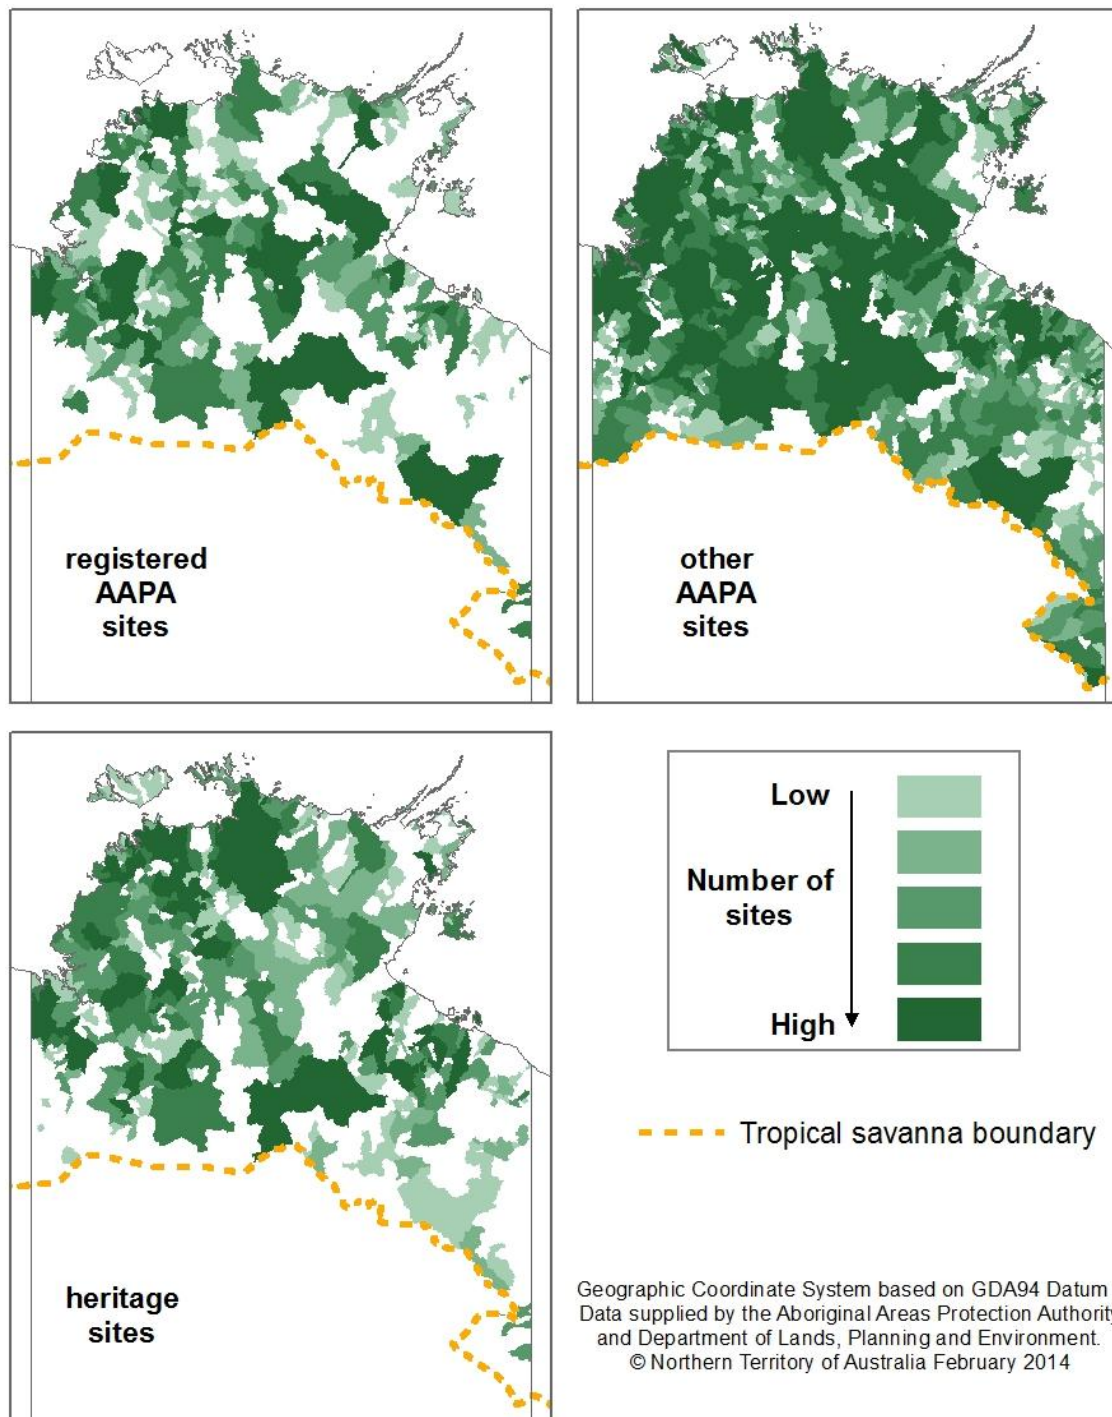 registered
AAPA
sites
other
AAPA
sites
heritage
sites
Low
Number of
sites
High
Tropical savanna boundary
Geographic Coordinate System based on GDA94 Datum
Data supplied by the Aboriginal Areas Protection Authority
and Department of Lands, Planning and Environment.
© Northern Territory of Australia February 2014